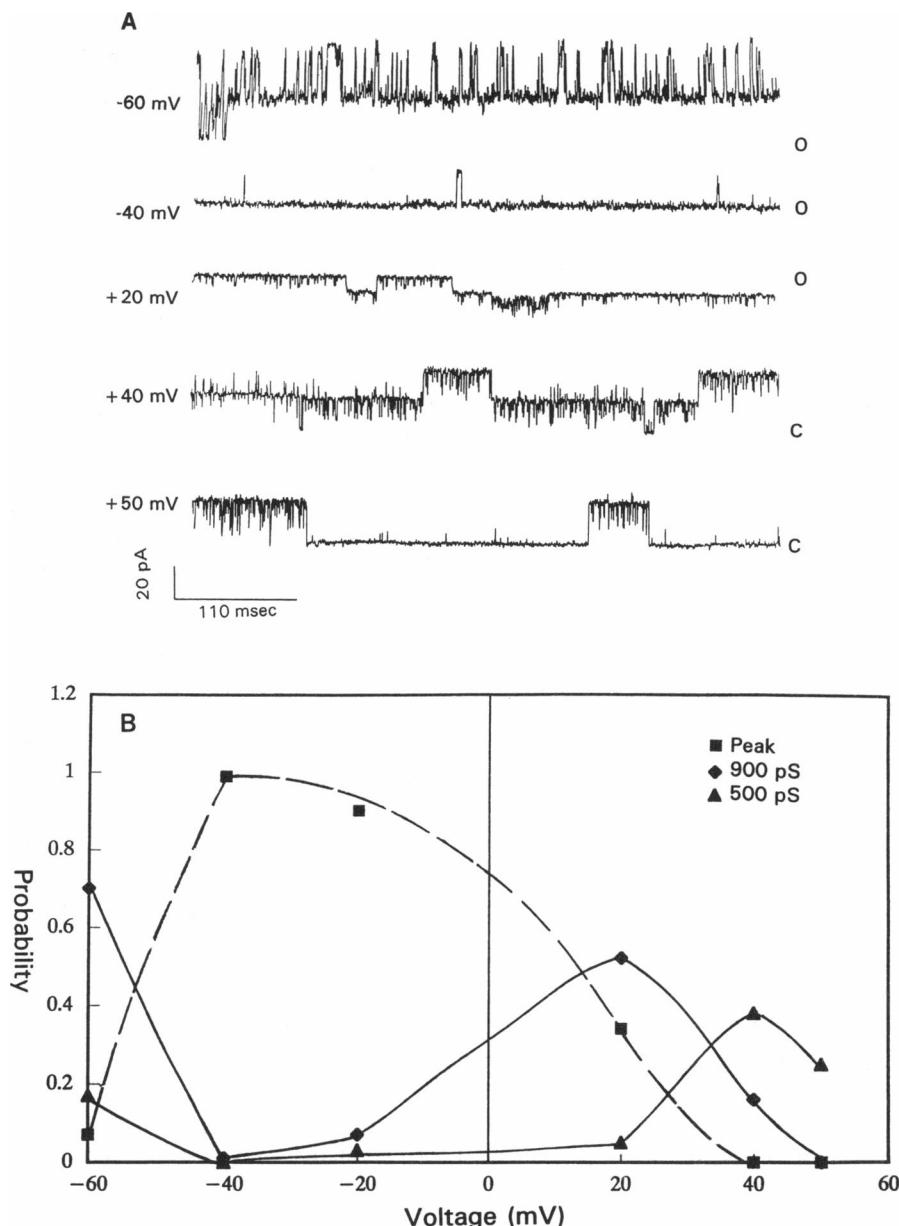 A
-60 mV
O
-40 mV
O
+20 mV
O
+40 mV
C
+50 mV
C
20 pA
110 msec
B
1.2
1
0.8
0.6
0.4
0.2
0
Probability
Peak
900 pS
500 pS
-60
-40
-20
0
20
40
60
Voltage (mV)